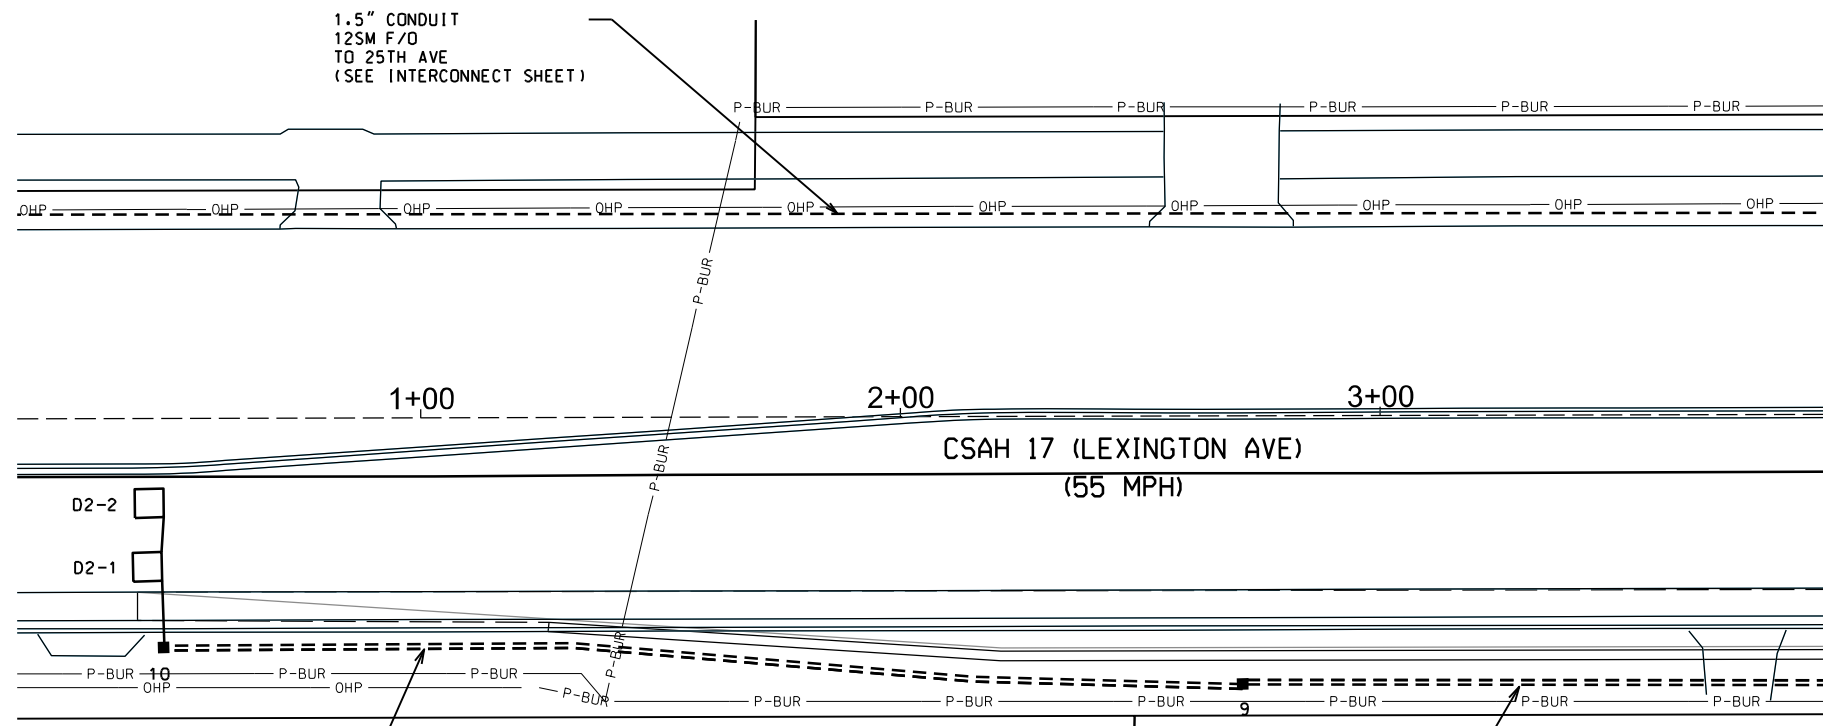 1.5" CONDUIT
12SM F/O
TO 25TH AVE
(SEE INTERCONNECT SHEET)
P-BUR P-BUR P-BUR P-BUR P-BUR P-BUR
OHP OHP OHP OHP OHP OHP OHP OHP OHP OHP
P-BUR
1+00 2+00 3+00
CSAH 17 (LEXINGTON AVE)
P-BUR
(55 MPH)
D2-2
D2-1
P-BUR
P-BUR 10 P-BUR P-BUR
OHP OHP
P-BUR P-BUR P-BUR P-BUR P-BUR P-BUR P-BUR
9